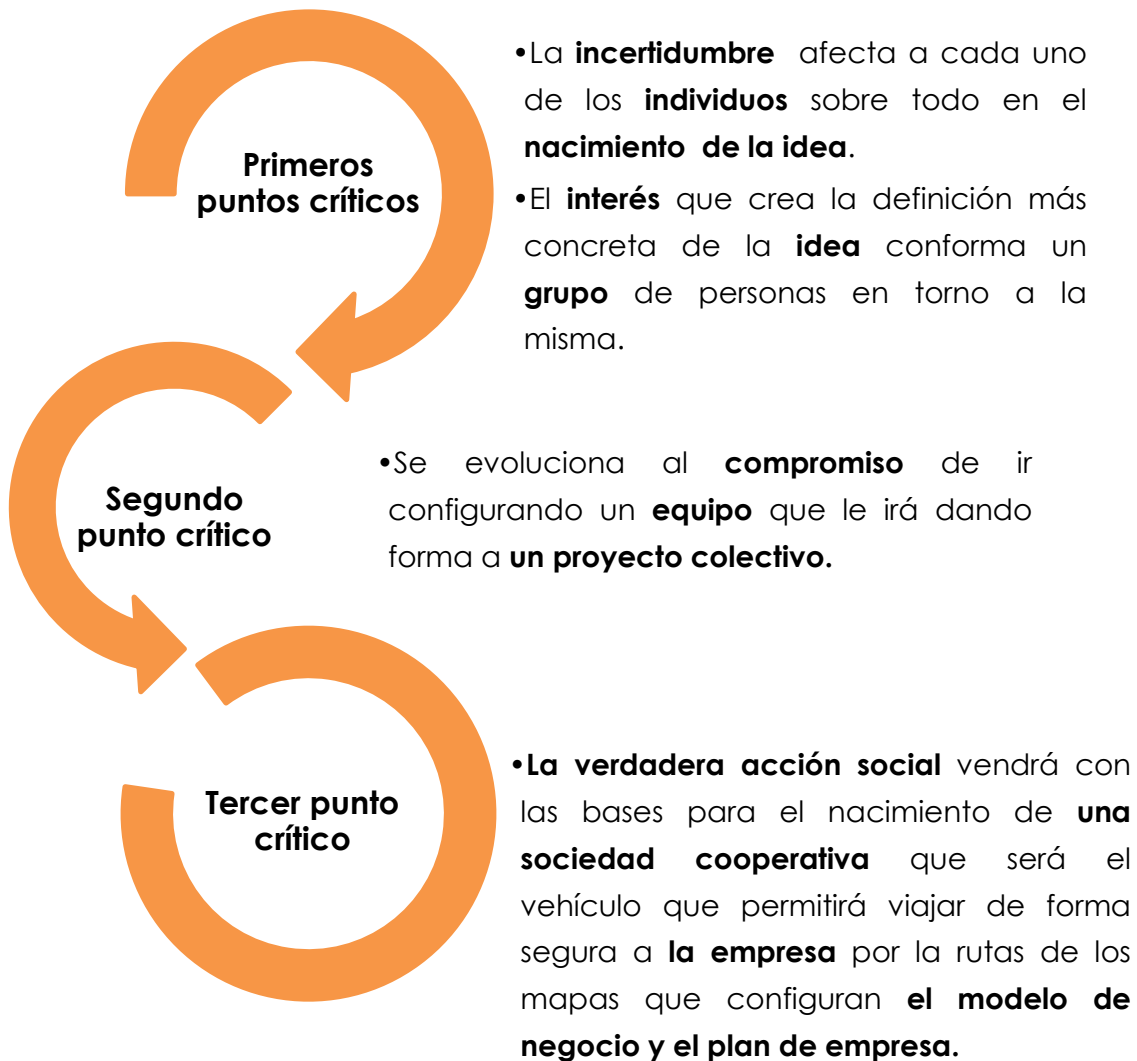 Primeros
puntos críticos
•La incertidumbre afecta a cada uno
de los individuos sobre todo en el
nacimiento de la idea.
•El interés que crea la definición más
concreta de la idea conforma un
grupo de personas en torno a la
misma.
Segundo
punto crítico
•Se evoluciona al compromiso de ir
configurando un equipo que le irá dando
forma a un proyecto colectivo.
Tercer punto
crítico
•La verdadera acción social vendrá con
las bases para el nacimiento de una
sociedad cooperativa que será el
vehículo que permitirá viajar de forma
segura a la empresa por la rutas de los
mapas que configuran el modelo de
negocio y el plan de empresa.